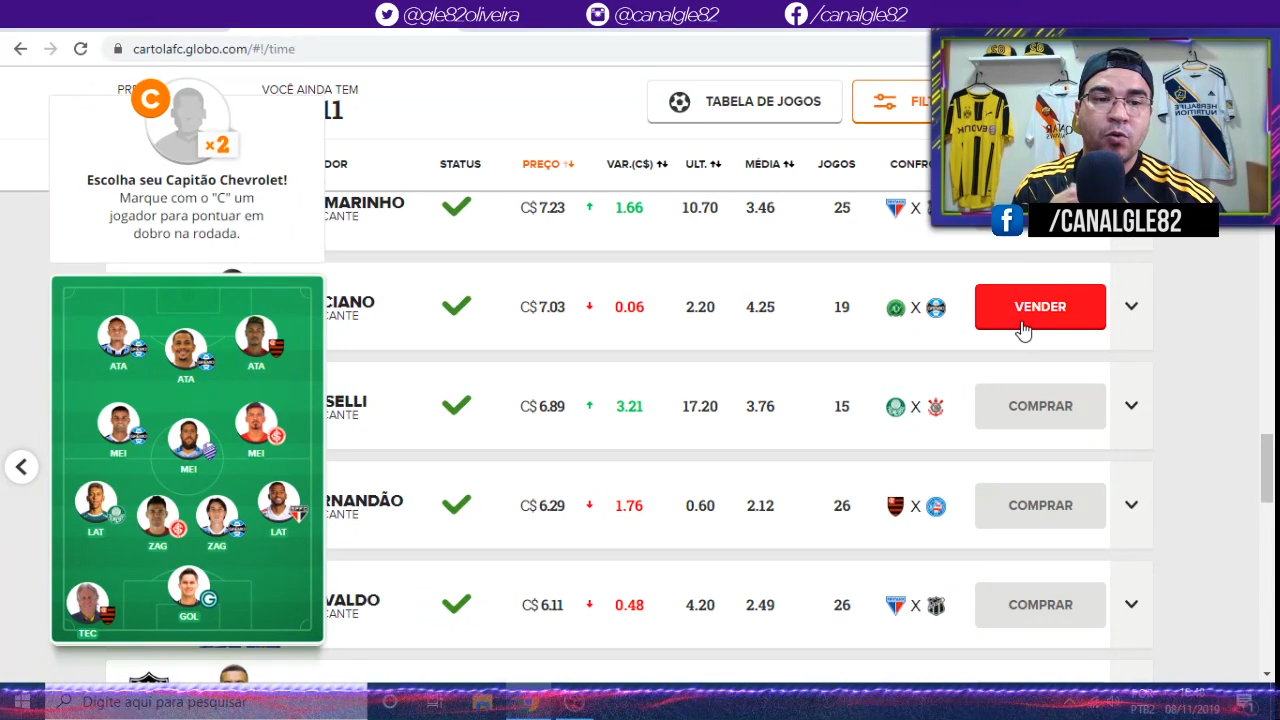 @gle82oliveira @canalgle82 /canalgle82
cartolafc.globo.com/#!/time
VOCÊ AINDA TEM
C
×2
Escolha seu Capitão Chevrolet!
Marque com o "C" um
jogador para pontuar em
dobro na rodada.
TABELA DE JOGOS
STATUS PREÇO VAR.(C$) ULT. MÉDIA JOGOS
/CANALGLE82
MARINHO
C$ 7.23 1.66 10.70 3.46 25 X
CIANO
C$ 7.03 0.06 2.20 4.25 19 X VENDER
SELLI
C$ 6.89 3.21 17.20 3.76 15 X COMPRAR
RNANDÃO
C$ 6.29 1.76 0.60 2.12 26 X COMPRAR
VALDO
C$ 6.11 0.48 4.20 2.49 26 X COMPRAR
ATA ATA ATA
MEI MEI MEI
LAT ZAG ZAG LAT
TEC GOL
Digite aqui para pesquisar
08/11/2019